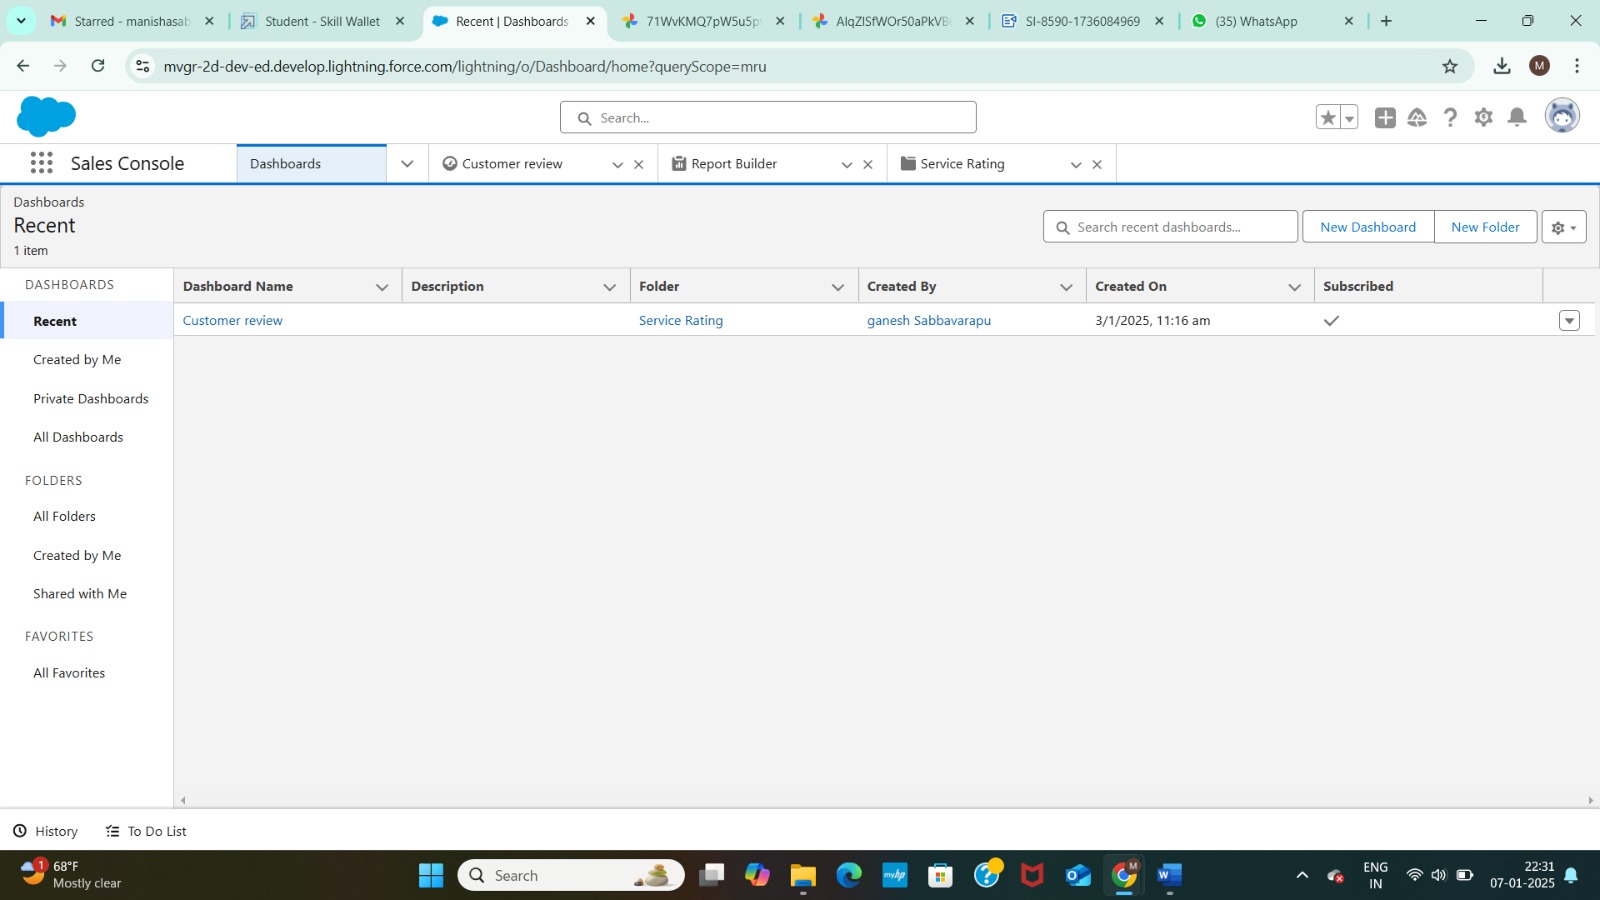 Starred - manishasab
Student - Skill Wallet
Recent | Dashboards
71WvKMQ7pW5u5p
AIqZISfWOr50aPkVB
SI-8590-1736084969
(35) WhatsApp
mvgr-2d-dev-ed.develop.lightning.force.com/lightning/o/Dashboard/home?queryScope=mru
M
Search...
Sales Console
Dashboards
Customer review
Report Builder
Service Rating
Dashboards
Recent
1 item
Search recent dashboards...
New Dashboard
New Folder
DASHBOARDS
Recent
Created by Me
Private Dashboards
All Dashboards
FOLDERS
All Folders
Created by Me
Shared with Me
FAVORITES
All Favorites
Dashboard Name Description Folder Created By Created On Subscribed
Customer review Service Rating ganesh Sabbavarapu 3/1/2025, 11:16 am
History
To Do List
1
68°F
Mostly clear
Search
myhp
M
ENG
IN
22:31
07-01-2025